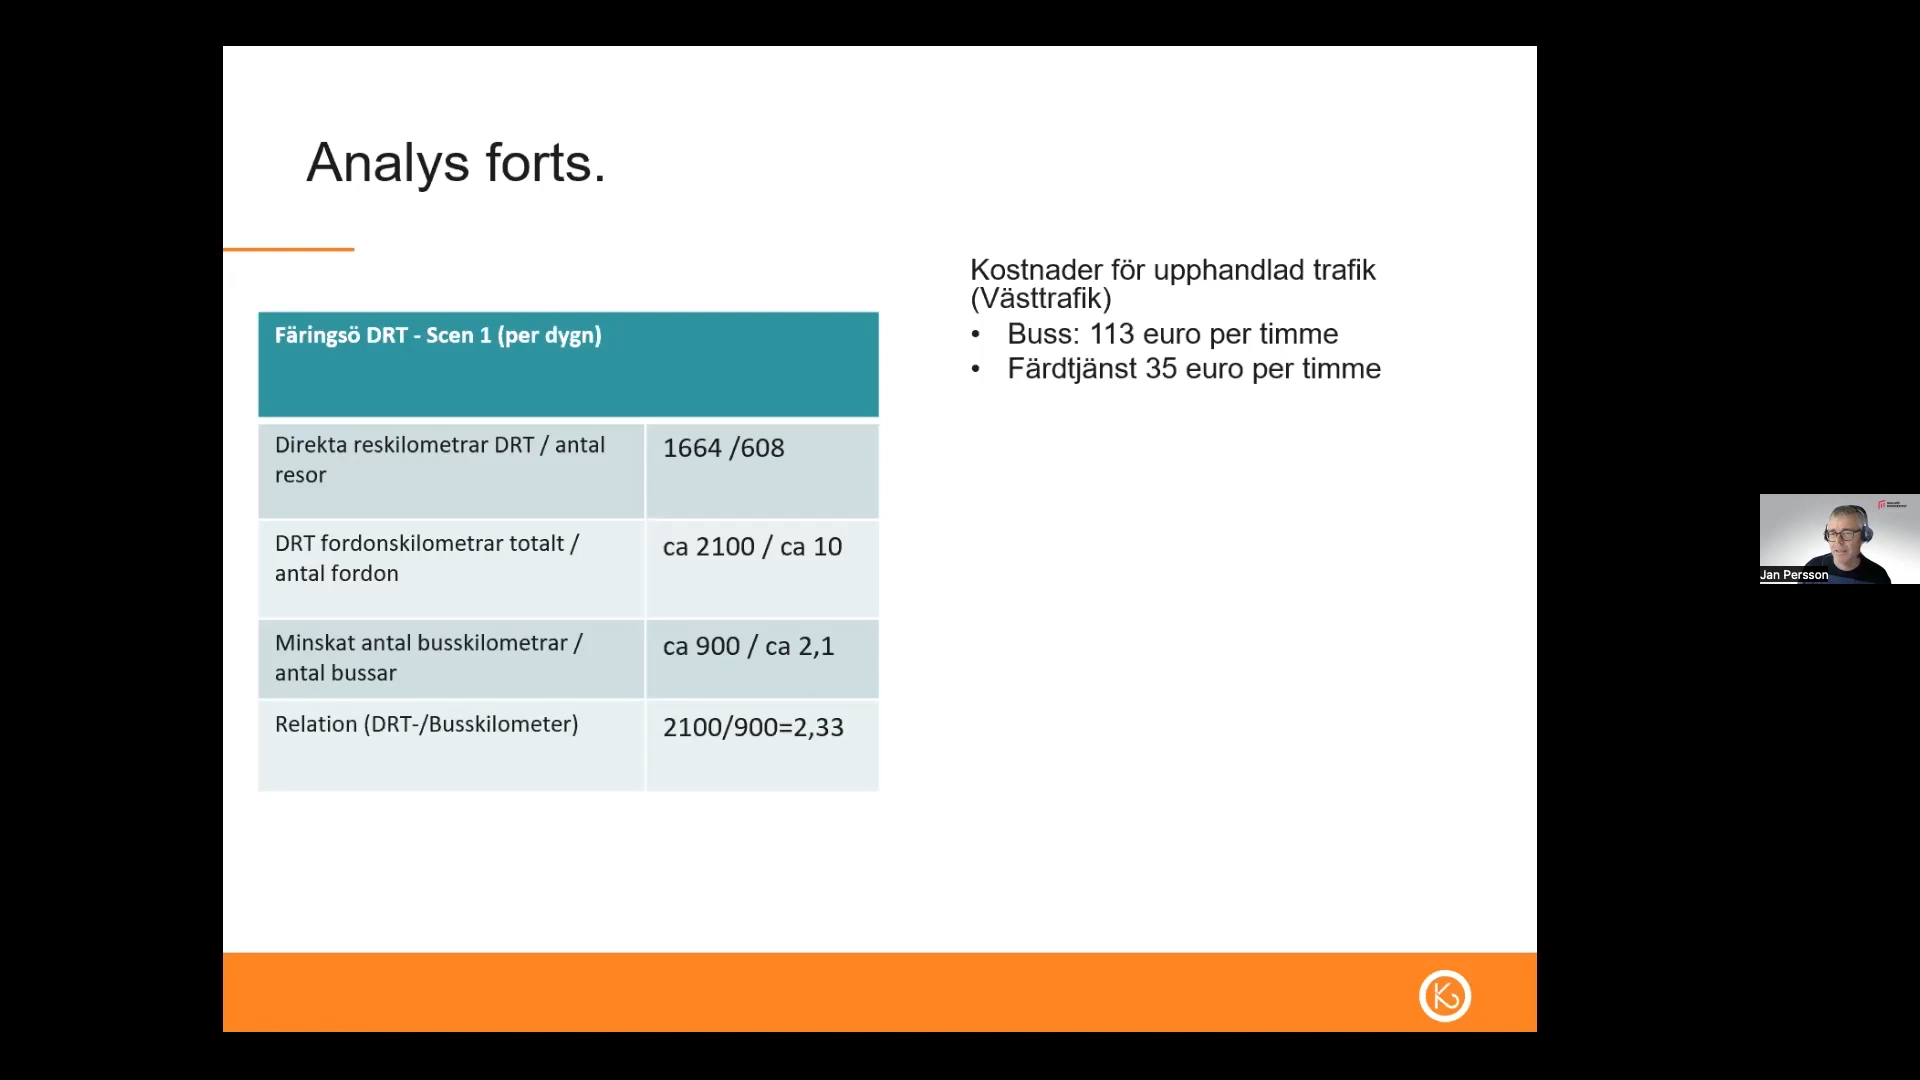 Analys forts.
Färingsö DRT - Scen 1 (per dygn)
Direkta reskilometrar DRT / antal
resor
1664 /608
DRT fordonskilometrar totalt /
antal fordon
ca 2100 / ca 10
Minskat antal busskilometrar /
antal bussar
ca 900 / ca 2,1
Relation (DRT-/Busskilometer)
2100/900=2,33
Kostnader för upphandlad trafik
(Västtrafik)
• Buss: 113 euro per timme
• Färdtjänst 35 euro per timme
Jan Persson